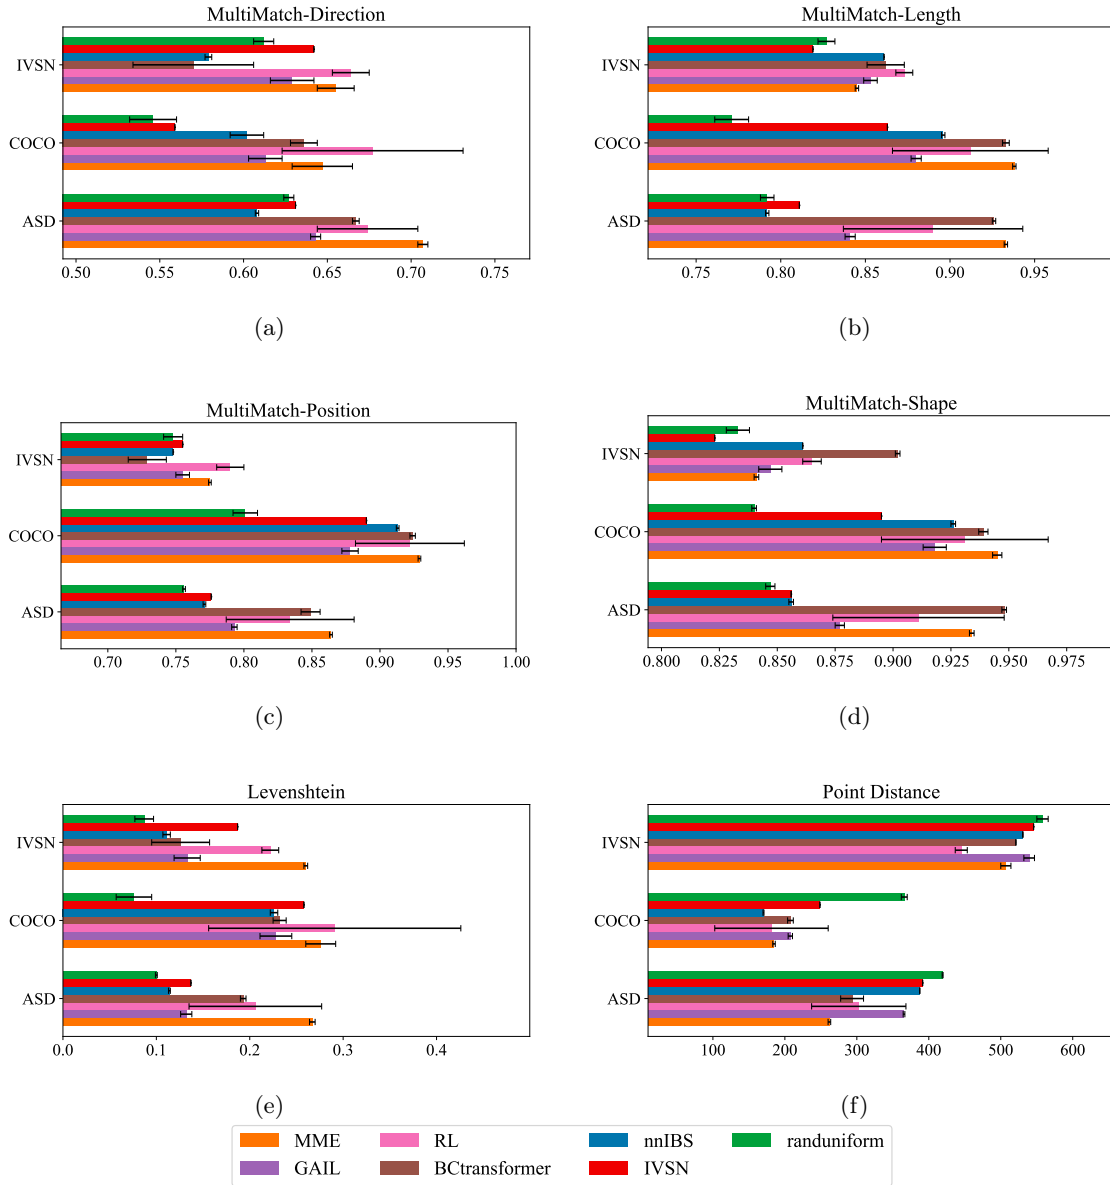 MultiMatch-Direction
IVSN
COCO
ASD
0.50 0.55 0.60 0.65 0.70 0.75
(a)
MultiMatch-Length
IVSN
COCO
ASD
0.75 0.80 0.85 0.90 0.95
(b)
MultiMatch-Position
IVSN
COCO
ASD
0.70 0.75 0.80 0.85 0.90 0.95 1.00
(c)
MultiMatch-Shape
IVSN
COCO
ASD
0.800 0.825 0.850 0.875 0.900 0.925 0.950 0.975
(d)
Levenshtein
IVSN
COCO
ASD
0.0 0.1 0.2 0.3 0.4
(e)
Point Distance
IVSN
COCO
ASD
100 200 300 400 500 600
(f)
MME RL nnIBS randuniform
GAIL BCtransformer IVSN